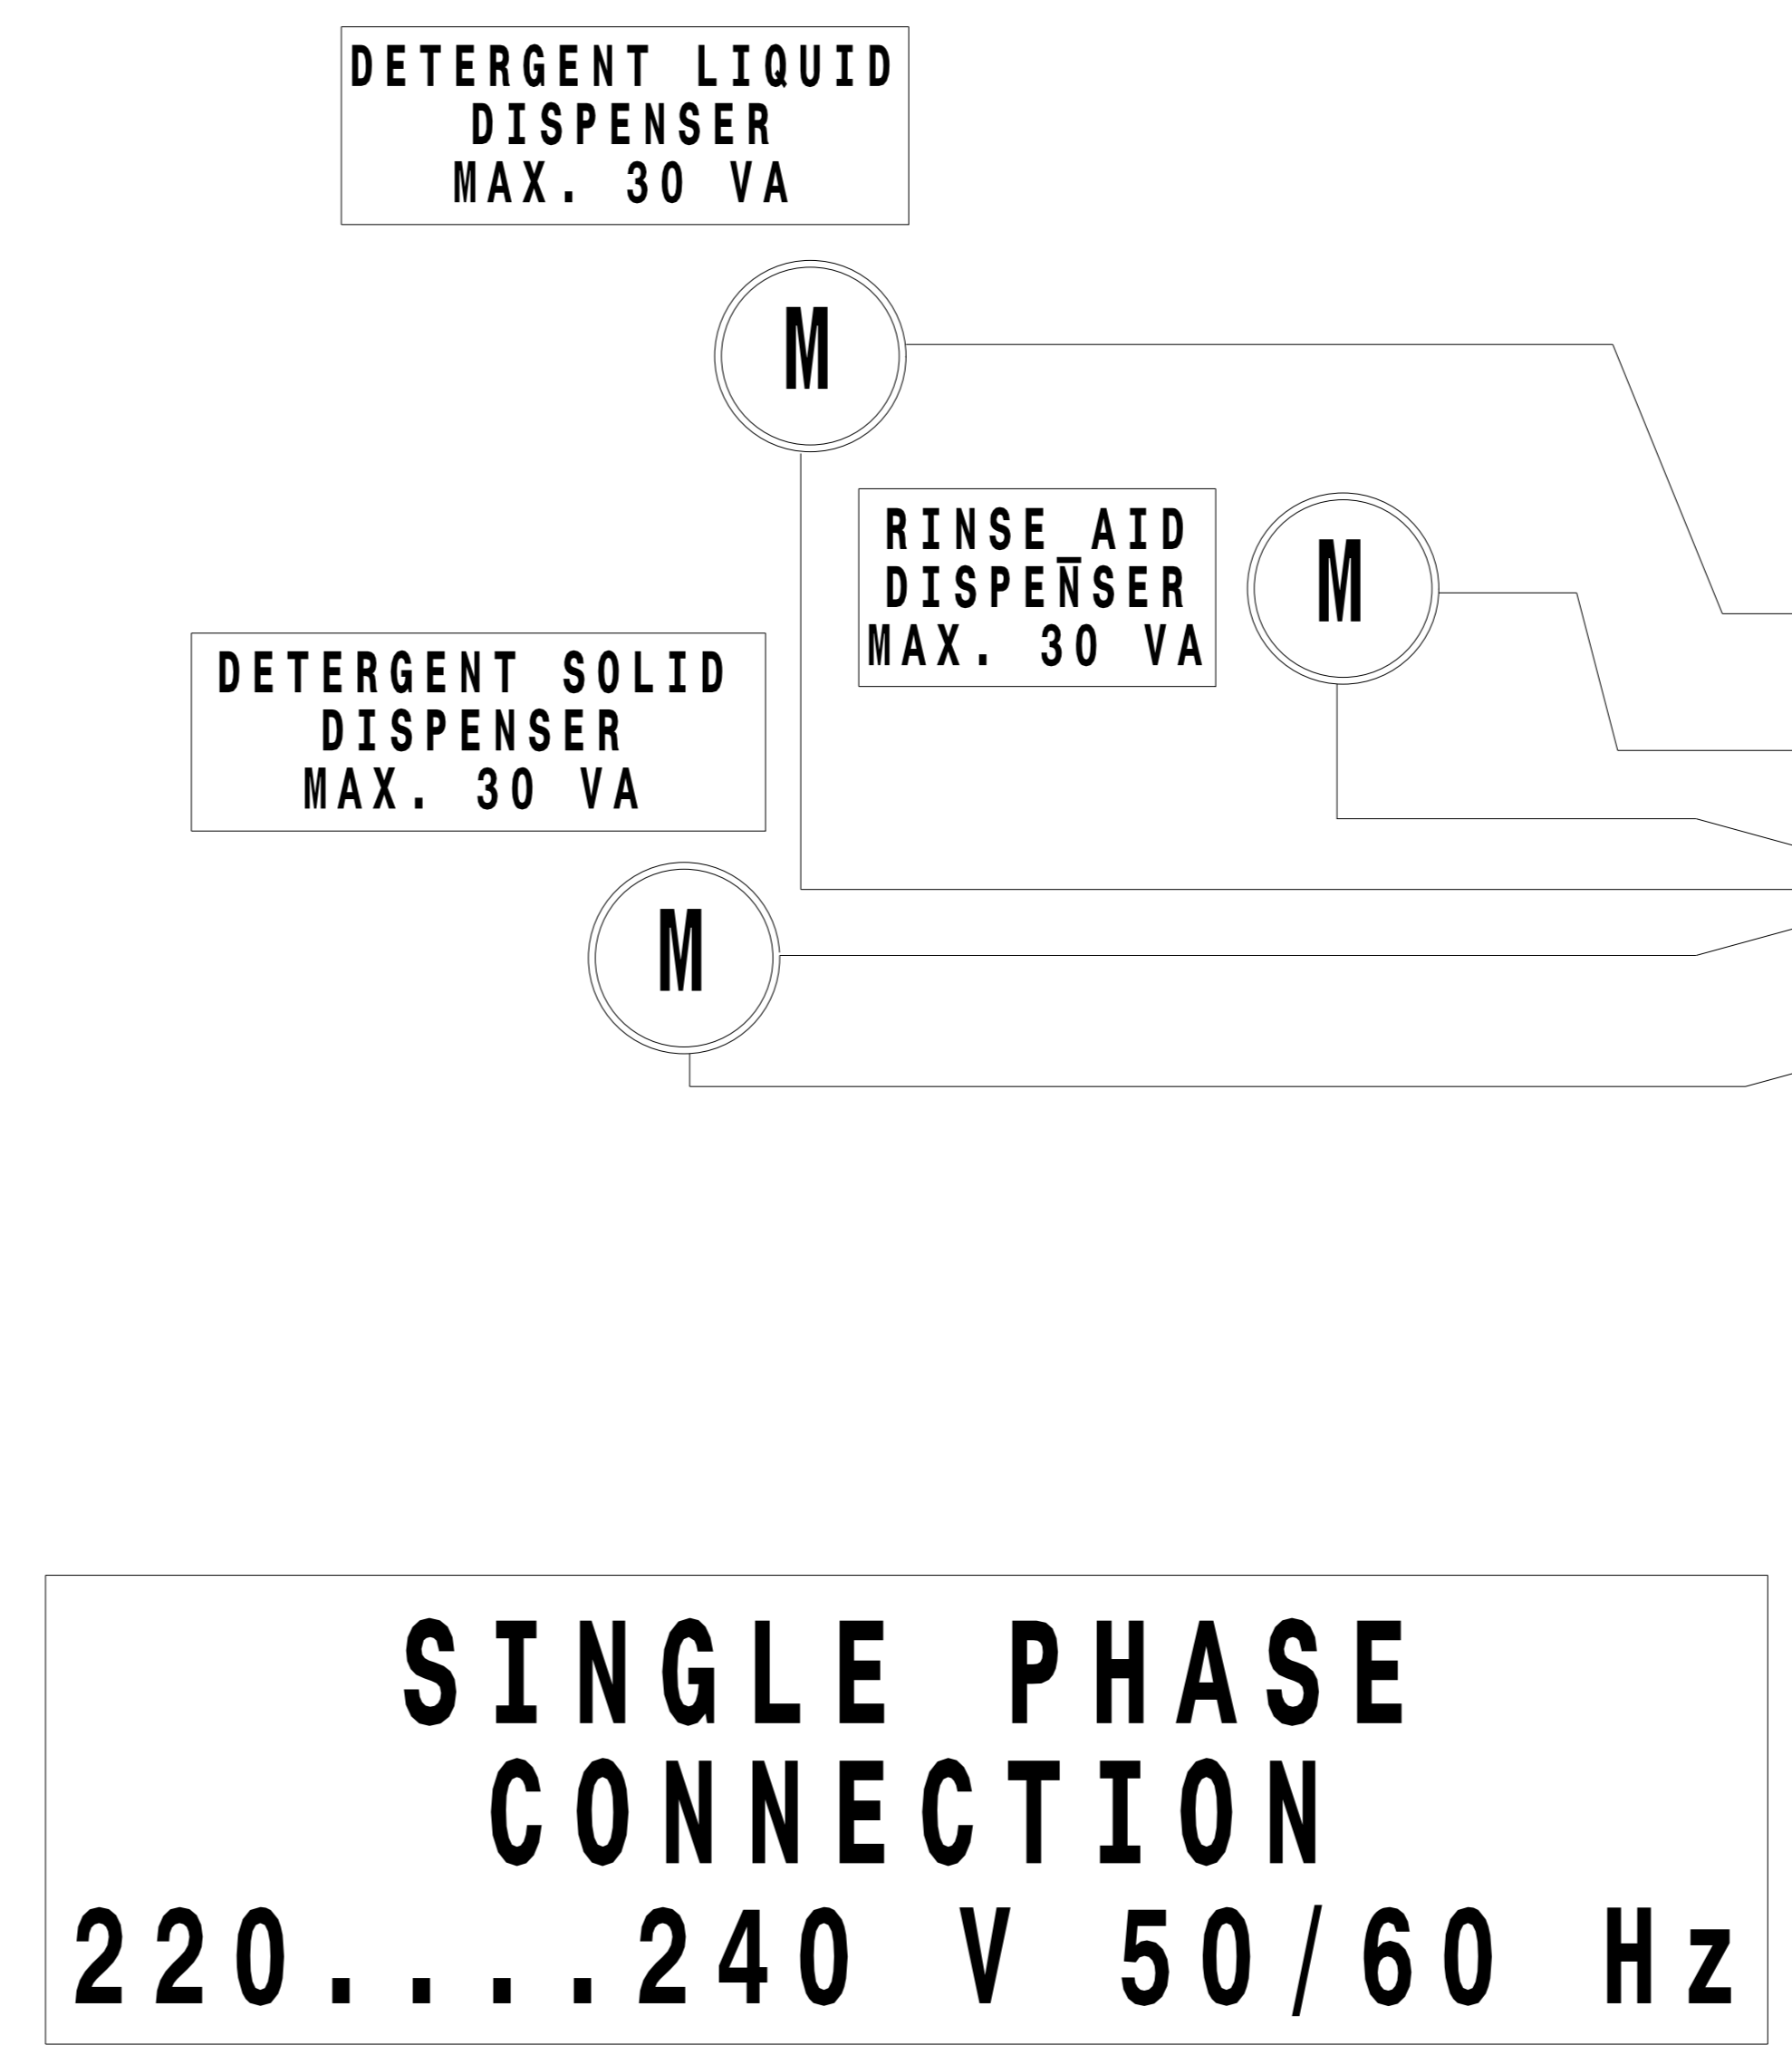 DETERGENT LIQUID
DISPENSER
MAX. 30 VA
M
RINSE_AID
DISPENSER
MAX. 30 VA
M
DETERGENT SOLID
DISPENSER
MAX. 30 VA
M
SINGLE PHASE
CONNECTION
220....240 V 50/60 Hz